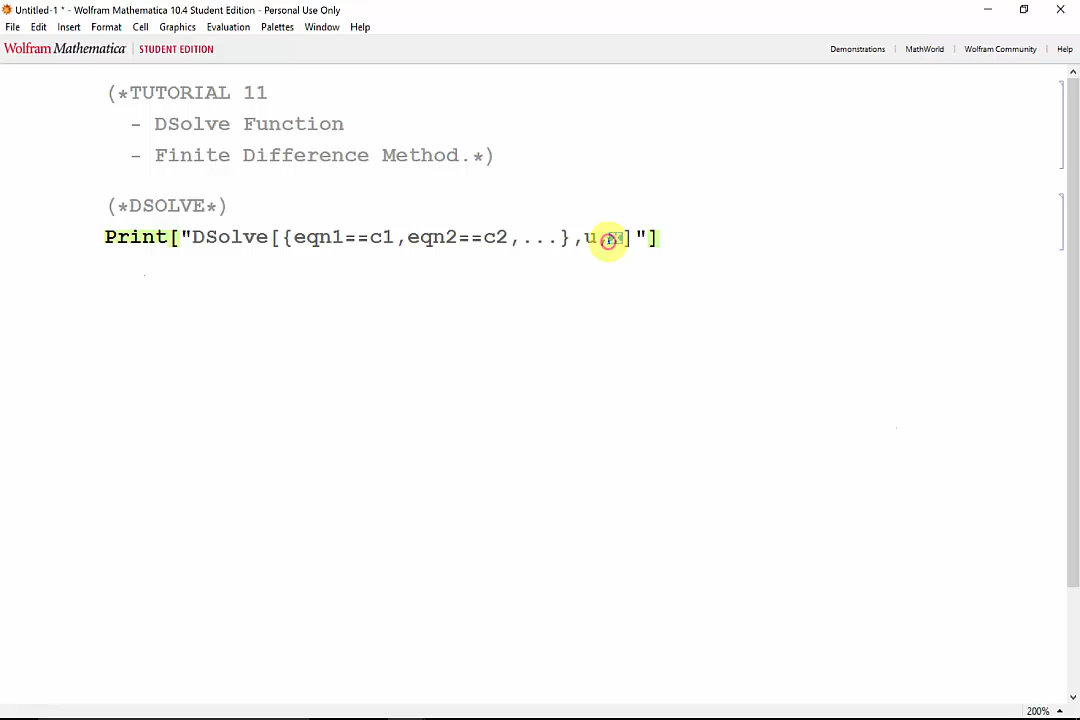 Untitled-1 * - Wolfram Mathematica 10.4 Student Edition - Personal Use Only
File Edit Insert Format Cell Graphics Evaluation Palettes Window Help
Wolfram Mathematica | STUDENT EDITION Demonstrations | MathWorld | Wolfram Community | Help
(*TUTORIAL 11
- DSolve Function
- Finite Difference Method.*)
(*DSOLVE*)
Print["DSolve[{eqn1==c1,eqn2==c2,...},u, ]"]
200%